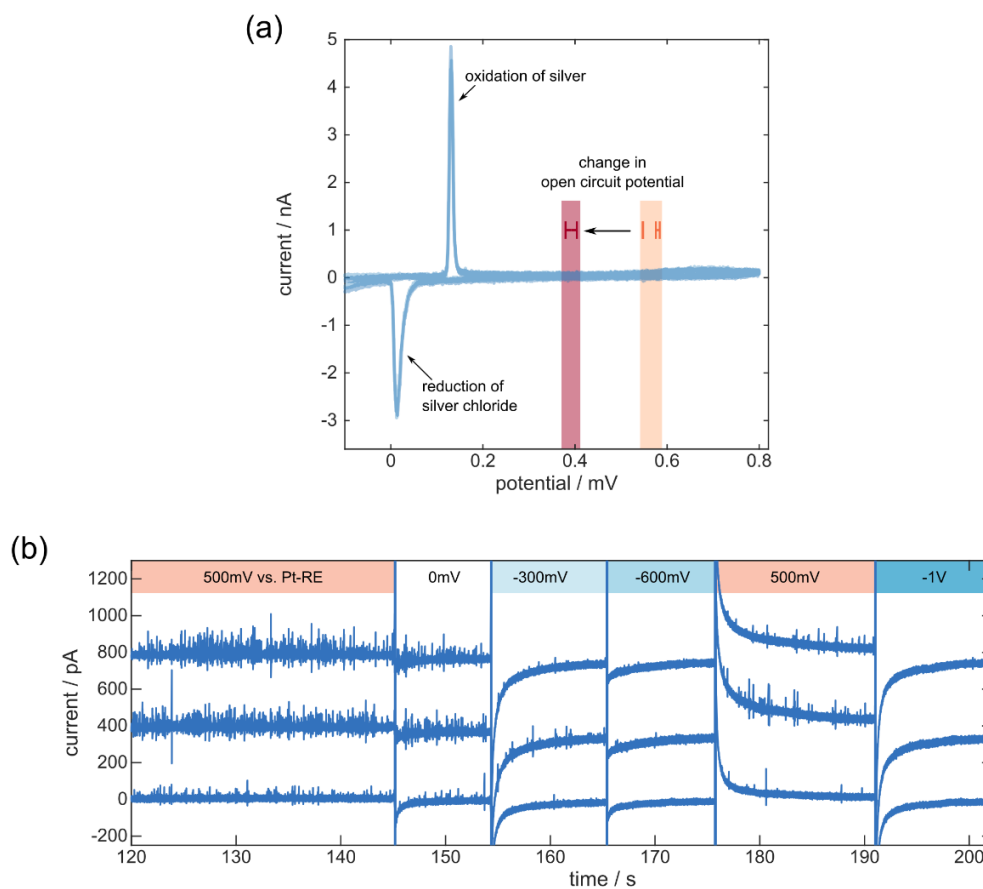 (a)
5
4
3
2
1
0
-1
-2
-3
current / nA
oxidation of silver
change in
open circuit potential
reduction of
silver chloride
0
0.2
0.4
0.6
0.8
potential / mV
(b)
500mV vs. Pt-RE
0mV
-300mV
-600mV
500mV
-1V
1200
1000
800
600
400
200
0
-200
current / pA
120
130
140
150
160
170
180
190
200
time / s